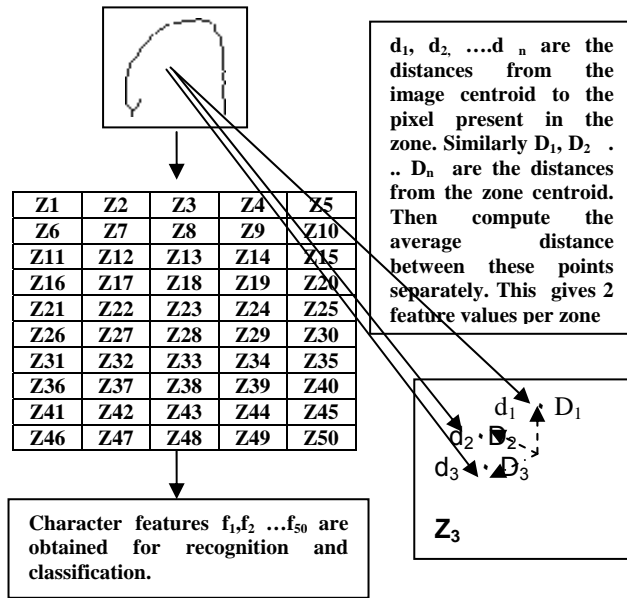 d1, d2, ….d n are the
distances from the
image centroid to the
pixel present in the
zone. Similarly D1, D2 .
.. Dn are the distances
from the zone centroid.
Then compute the
average distance
between these points
separately. This gives 2
feature values per zone
Z1 Z2 Z3 Z4 Z5
Z6 Z7 Z8 Z9 Z10
Z11 Z12 Z13 Z14 Z15
Z16 Z17 Z18 Z19 Z20
Z21 Z22 Z23 Z24 Z25
Z26 Z27 Z28 Z29 Z30
Z31 Z32 Z33 Z34 Z35
Z36 Z37 Z38 Z39 Z40
Z41 Z42 Z43 Z44 Z45
Z46 Z47 Z48 Z49 Z50
d1 D1
d2 D2
d3 D3
Z3
Character features f1,f2 …f50 are
obtained for recognition and
classification.